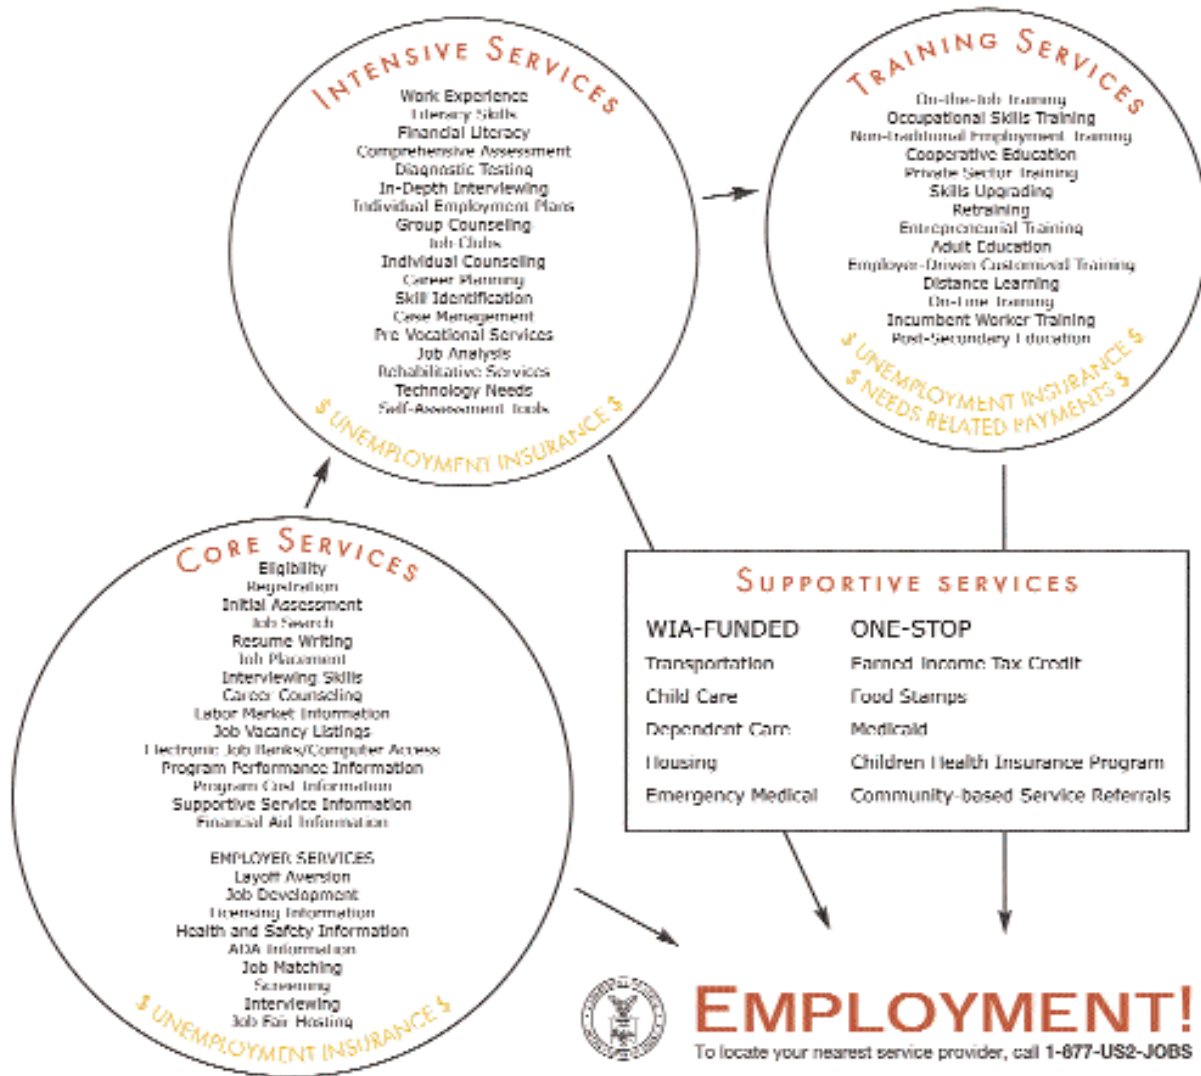 INTENSIVE SERVICES
Work Experience
Literacy Skills
Financial Literacy
Comprehensive Assessment
Diagnostic Testing
In-Depth Interviewing
Individual Employment Plans
Group Counseling
Job Clubs
Individual Counseling
Career Planning
Skill Identification
Case Management
Pre Vocational Services
Job Analysis
Rehabilitative Services
Technology Needs
Self-Assessment Tools
$ UNEMPLOYMENT INSURANCE $
TRAINING SERVICES
On-the-Job Training
Occupational Skills Training
Non-traditional Employment Training
Cooperative Education
Private Sector Training
Skills Upgrading
Retraining
Entrepreneurial Training
Adult Education
Employer-Driven Customized Training
Distance Learning
On-Line Training
Incumbent Worker Training
Post-Secondary Education
$ UNEMPLOYMENT INSURANCE $
$ NEEDS RELATED PAYMENTS $
CORE SERVICES
Eligibility
Registration
Initial Assessment
Job Search
Resume Writing
Job Placement
Interviewing Skills
Career Counseling
Labor Market Information
Job Vacancy Listings
Electronic Job Banks/Computer Access
Program Performance Information
Program Cost Information
Supportive Service Information
Financial Aid Information
EMPLOYER SERVICES
Layoff Aversion
Job Development
Licensing Information
Health and Safety Information
ADA Information
Job Matching
Screening
Interviewing
Job Fair Hosting
$ UNEMPLOYMENT INSURANCE $
SUPPORTIVE SERVICES
WIA-FUNDED ONE-STOP
Transportation Earned Income Tax Credit
Child Care Food Stamps
Dependent Care Medicaid
Housing Children Health Insurance Program
Emergency Medical Community-based Service Referrals
EMPLOYMENT!
To locate your nearest service provider, call 1-877-US2-JOBS